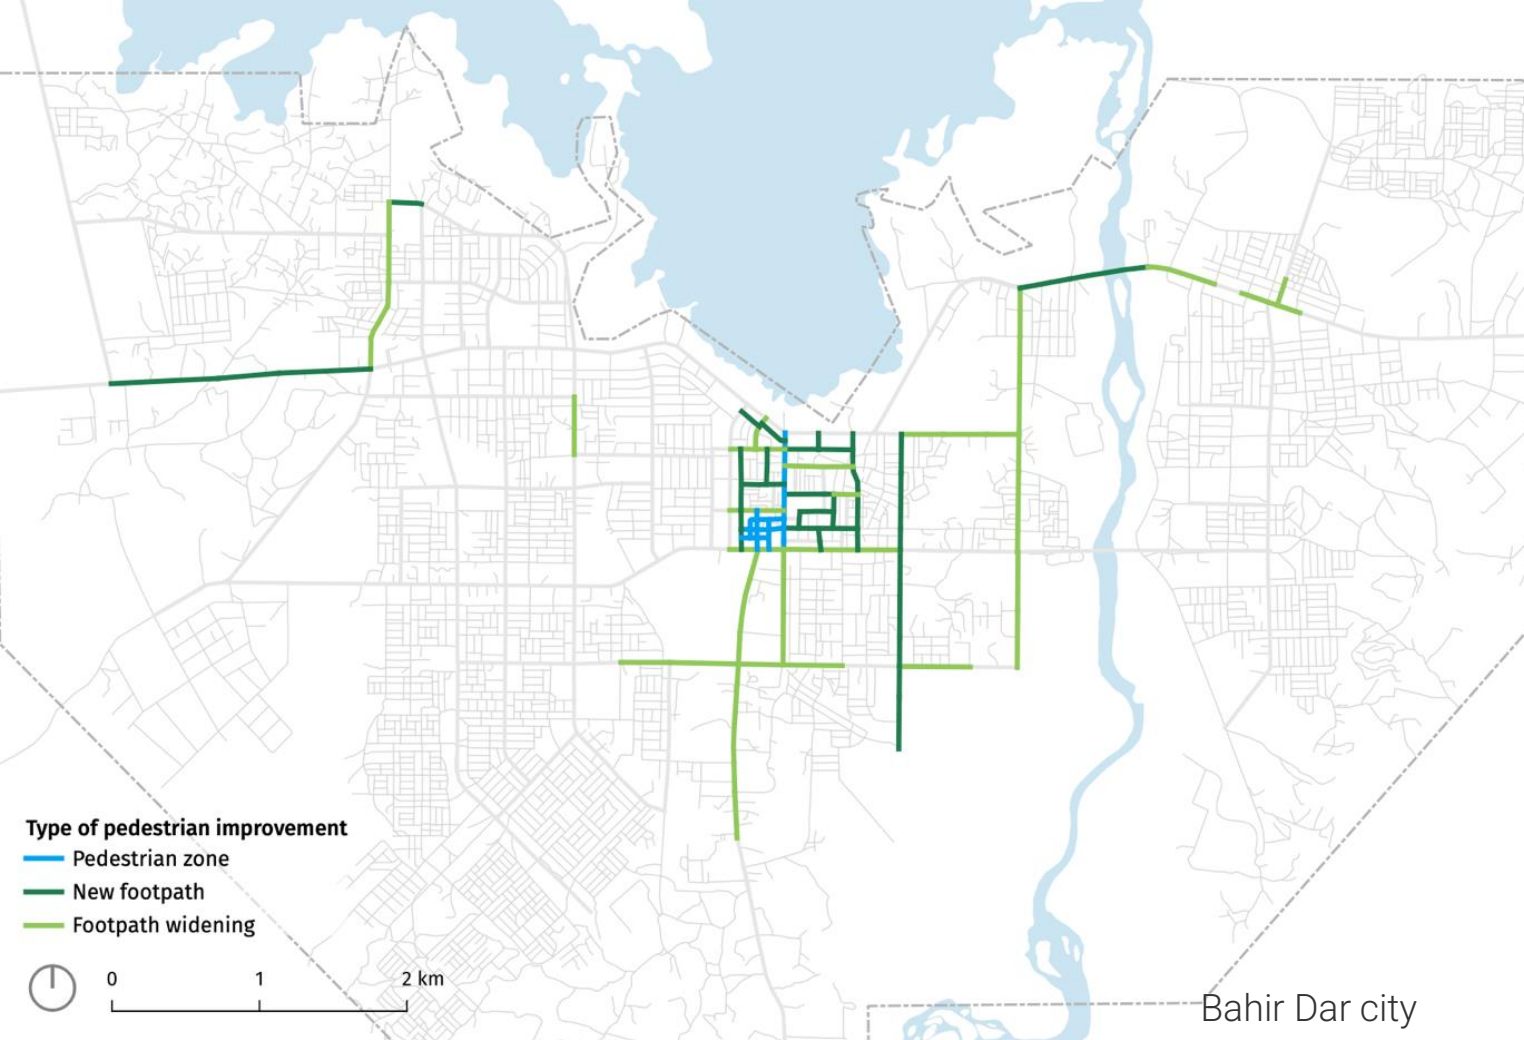 Type of pedestrian improvement
Pedestrian zone
New footpath
Footpath widening
0 1 2 km
Bahir Dar city